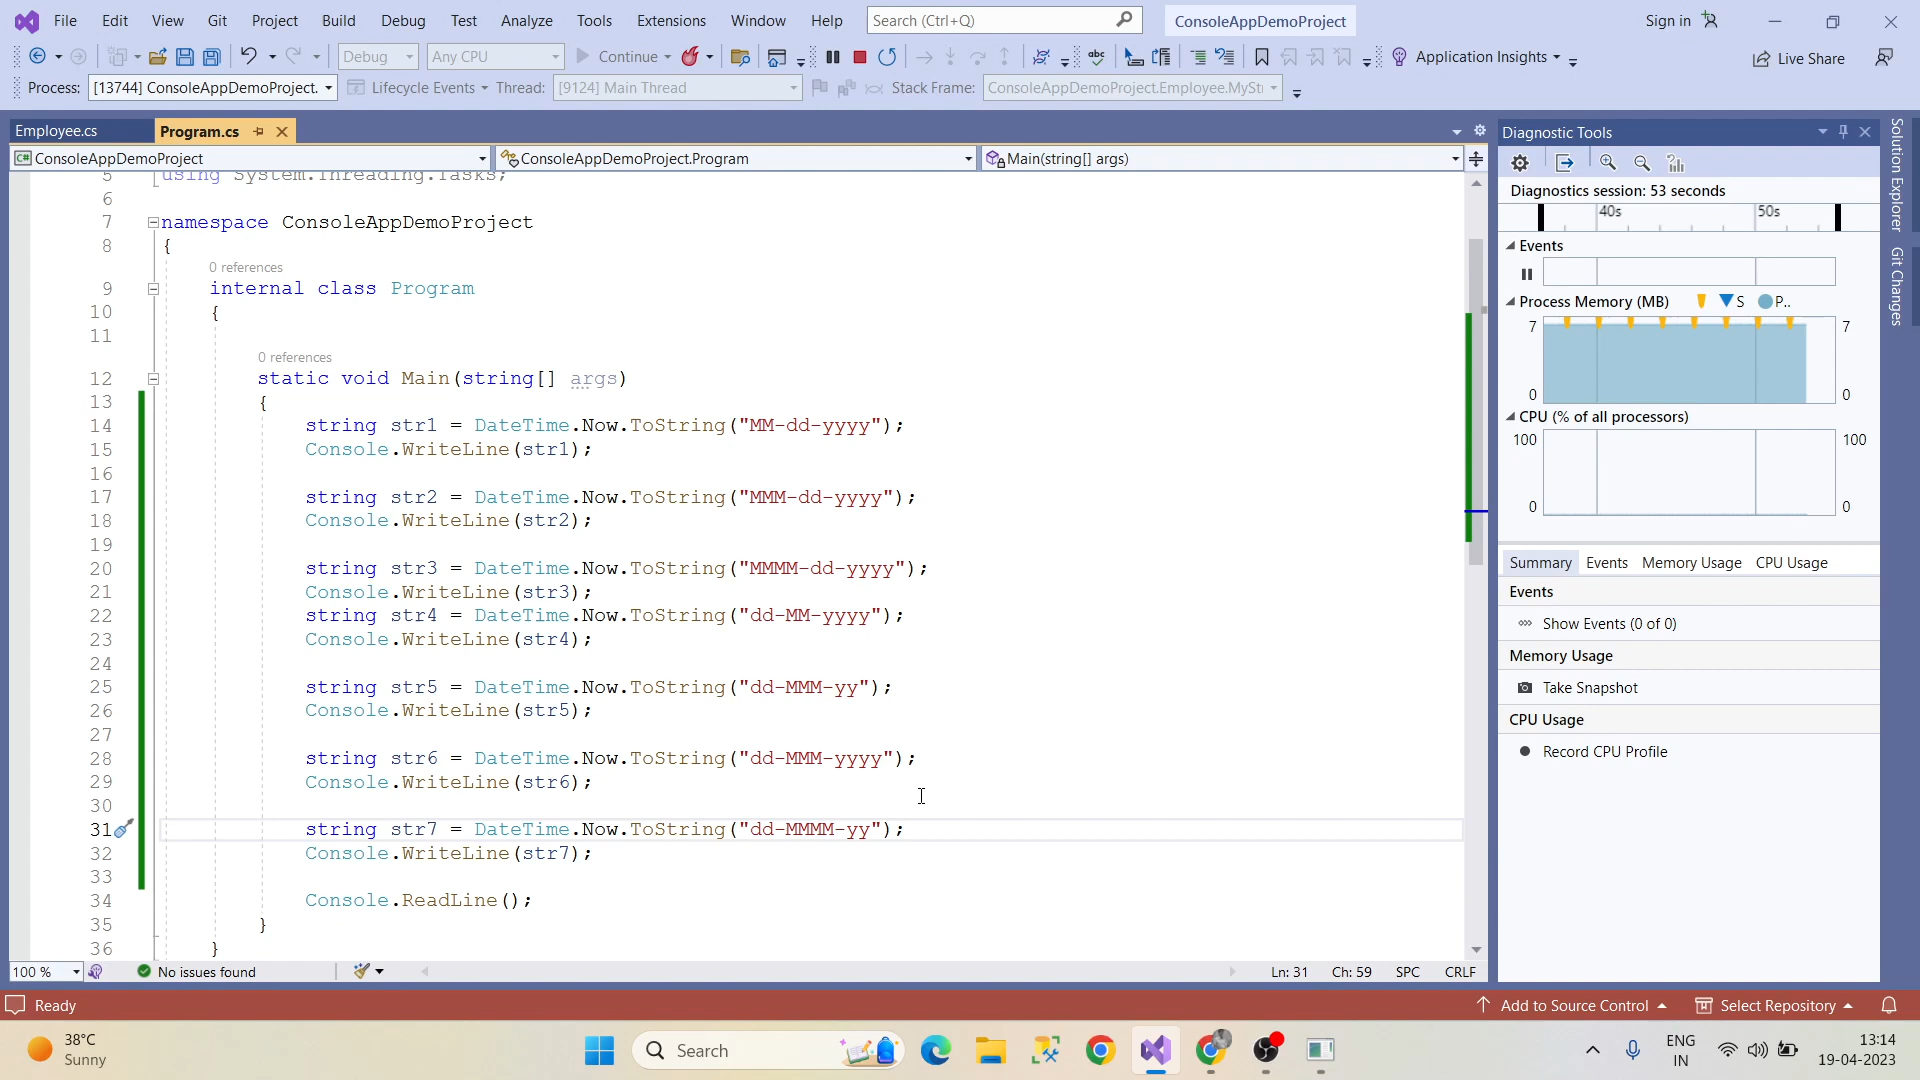 File Edit View Git Project Build Debug Test Analyze Tools Extensions Window Help Search (Ctrl+Q) ConsoleAppDemoProject Sign in
Debug Any CPU Continue Application Insights Live Share
Process: [13744] ConsoleAppDemoProject. Lifecycle Events Thread: [9124] Main Thread Stack Frame: ConsoleAppDemoProject.Employee.MyStr
Employee.cs Program.cs
ConsoleAppDemoProject ConsoleAppDemoProject.Program Main(string[] args)
5 using System.Threading.Tasks;
6
7 namespace ConsoleAppDemoProject
8 {
0 references
9 internal class Program
10 {
11
0 references
12 static void Main(string[] args)
13 {
14 string str1 = DateTime.Now.ToString("MM-dd-yyyy");
15 Console.WriteLine(str1);
16
17 string str2 = DateTime.Now.ToString("MMM-dd-yyyy");
18 Console.WriteLine(str2);
19
20 string str3 = DateTime.Now.ToString("MMMM-dd-yyyy");
21 Console.WriteLine(str3);
22 string str4 = DateTime.Now.ToString("dd-MM-yyyy");
23 Console.WriteLine(str4);
24
25 string str5 = DateTime.Now.ToString("dd-MMM-yy");
26 Console.WriteLine(str5);
27
28 string str6 = DateTime.Now.ToString("dd-MMM-yyyy");
29 Console.WriteLine(str6);
30
31 string str7 = DateTime.Now.ToString("dd-MMMM-yy");
32 Console.WriteLine(str7);
33
34 Console.ReadLine();
35 }
36 }
100 % No issues found Ln: 31 Ch: 59 SPC CRLF
Diagnostic Tools
Diagnostics session: 53 seconds
40s 50s
Events
Process Memory (MB) S P..
7 7
0 0
CPU (% of all processors)
100 100
0 0
Summary Events Memory Usage CPU Usage
Events
Show Events (0 of 0)
Memory Usage
Take Snapshot
CPU Usage
Record CPU Profile
Solution Explorer
Git Changes
Ready Add to Source Control Select Repository
38°C
Sunny
Search
ENG
IN
13:14
19-04-2023